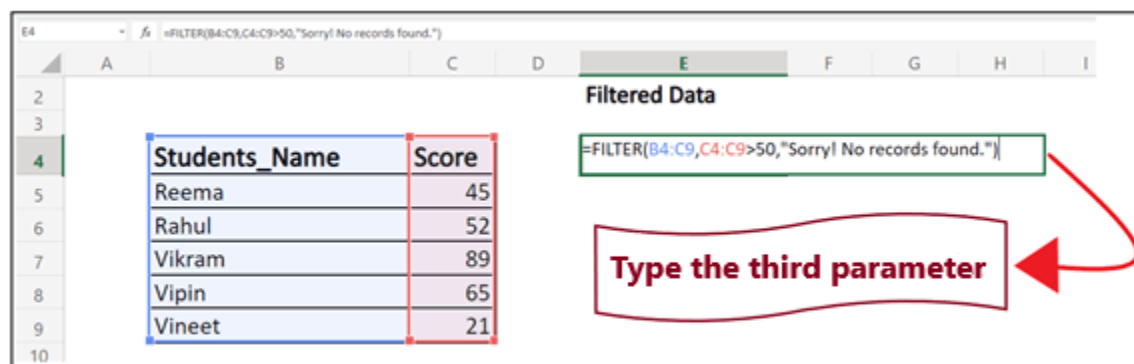 E4 fx =FILTER(B4:C9,C4:C9>50,"Sorry! No records found.")
A B C D E F G H I
2 Filtered Data
3
4 Students_Name Score =FILTER(B4:C9,C4:C9>50,"Sorry! No records found.")
5 Reema 45
6 Rahul 52
7 Vikram 89
Type the third parameter
8 Vipin 65
9 Vineet 21
10